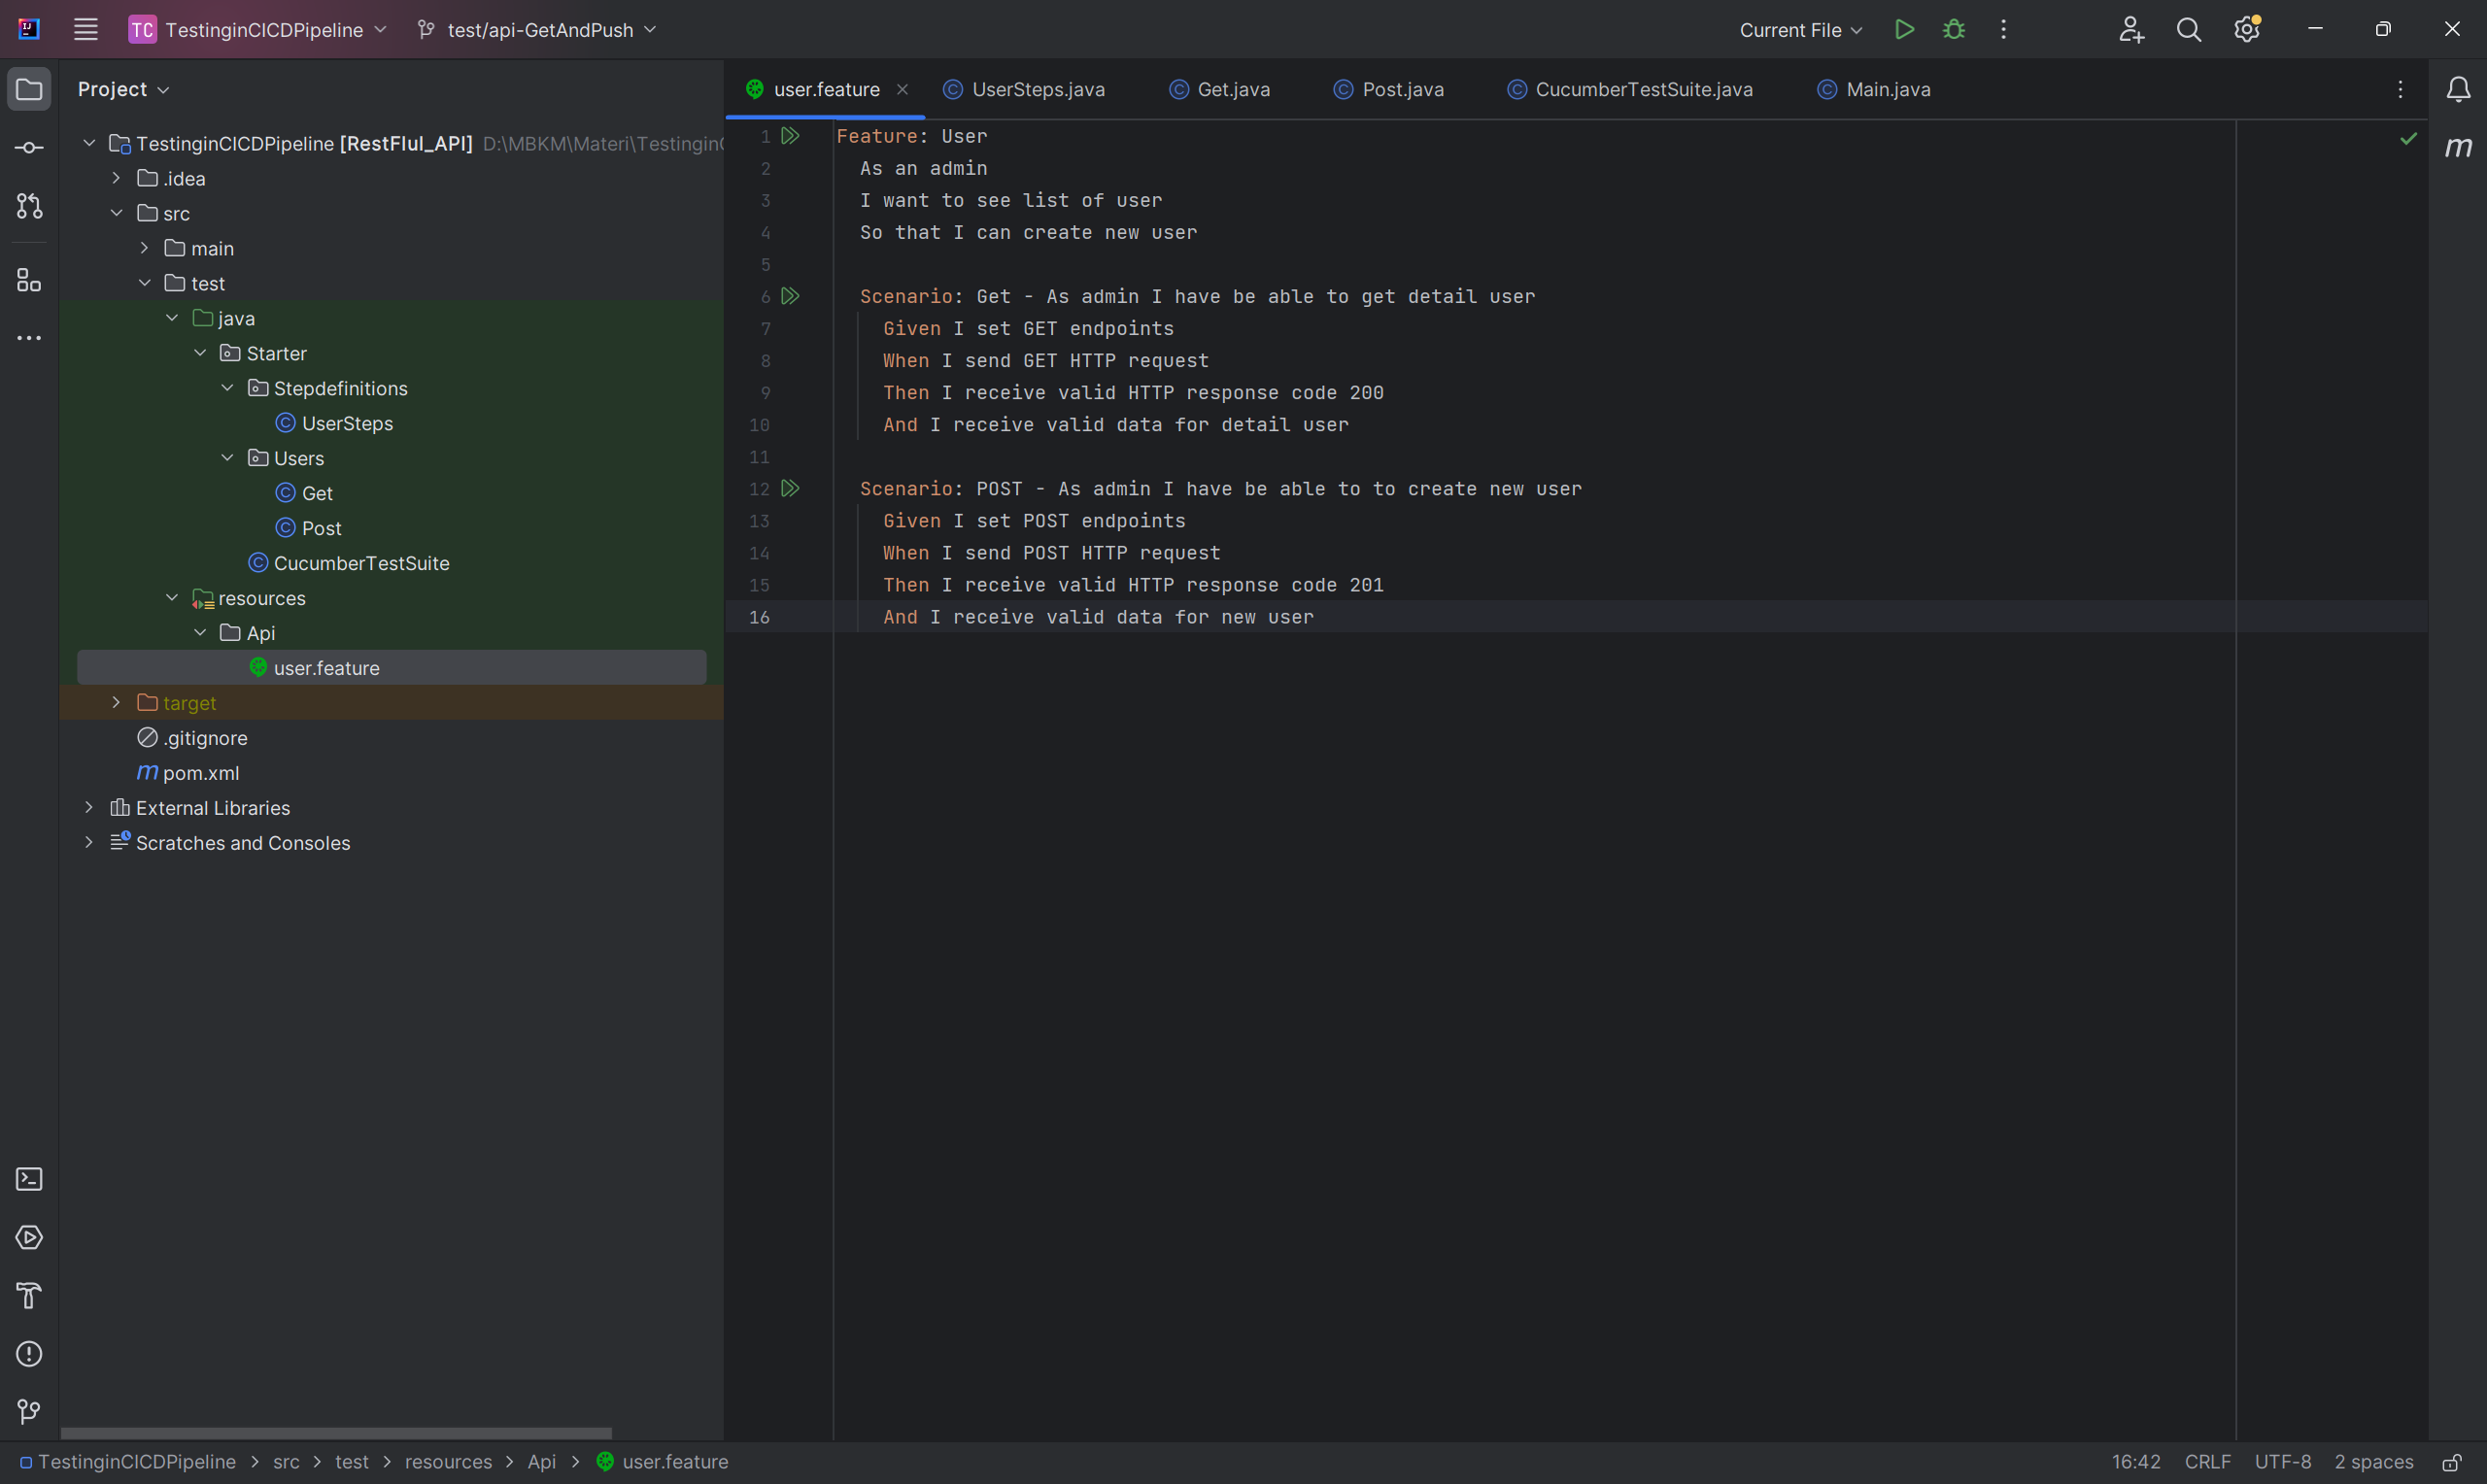 TC TestinginCICDPipeline test/api-GetAndPush Current File
Project
user.feature UserSteps.java Get.java Post.java CucumberTestSuite.java Main.java
TestinginCICDPipeline [RestFIul_API] D:\MBKM\Materi\Testingin
.idea
src
main
test
java
Starter
Stepdefinitions
UserSteps
Users
Get
Post
CucumberTestSuite
resources
Api
user.feature
target
.gitignore
pom.xml
External Libraries
Scratches and Consoles
1 Feature: User
2 As an admin
3 I want to see list of user
4 So that I can create new user
5
6 Scenario: Get - As admin I have be able to get detail user
7 Given I set GET endpoints
8 When I send GET HTTP request
9 Then I receive valid HTTP response code 200
10 And I receive valid data for detail user
11
12 Scenario: POST - As admin I have be able to to create new user
13 Given I set POST endpoints
14 When I send POST HTTP request
15 Then I receive valid HTTP response code 201
16 And I receive valid data for new user
TestinginCICDPipeline > src > test > resources > Api > user.feature 16:42 CRLF UTF-8 2 spaces